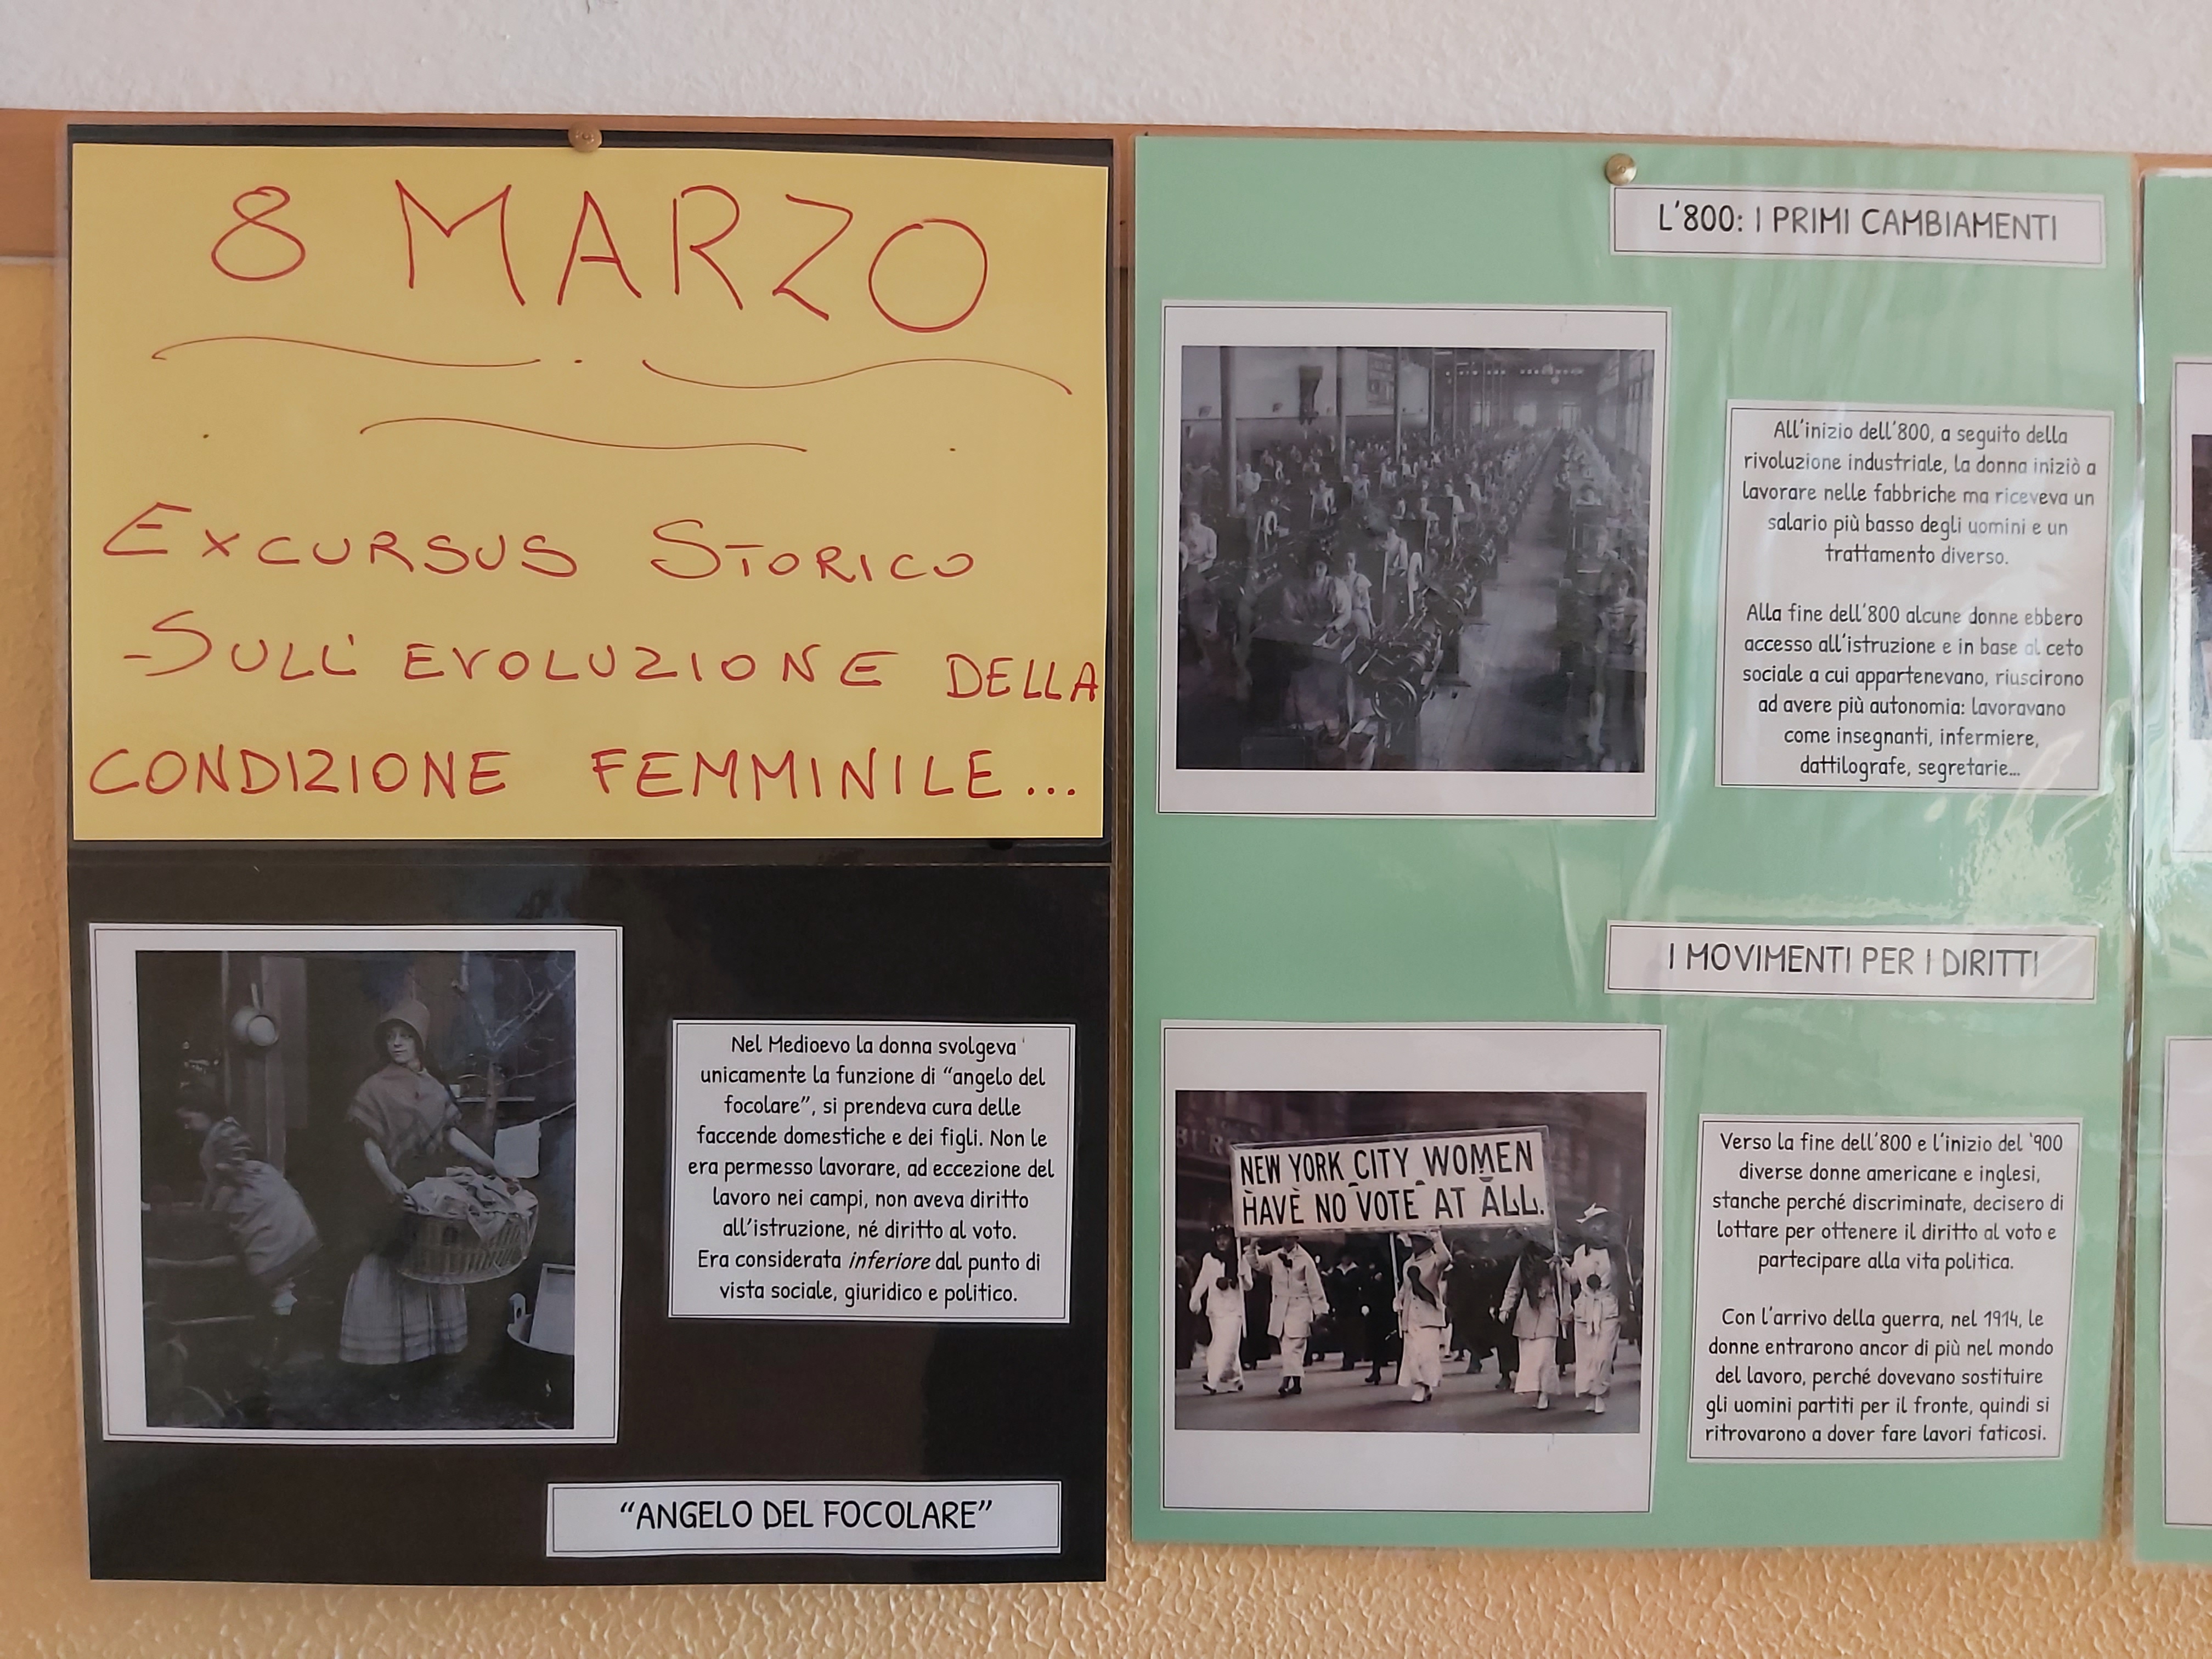 8 MARZO
EXCURSUS STORICO
SULL' EVOLUZIONE DELLA
CONDIZIONE FEMMINILE...
Nel Medioevo la donna svolgeva
unicamente la funzione di “angelo del
focolare”, si prendeva cura delle
faccende domestiche e dei figli. Non le
era permesso lavorare, ad eccezione del
lavoro nei campi, non aveva diritto
all'istruzione, né diritto al voto.
Era considerata inferiore dal punto di
vista sociale, giuridico e politico.
“ANGELO DEL FOCOLARE”
L'800: I PRIMI CAMBIAMENTI
All'inizio dell'800, a seguito della
rivoluzione industriale, la donna iniziò a
lavorare nelle fabbriche ma riceveva un
salario più basso degli uomini e un
trattamento diverso.
Alla fine dell'800 alcune donne ebbero
accesso all'istruzione e in base al ceto
sociale a cui appartenevano, riuscirono
ad avere più autonomia: lavoravano
come insegnanti, infermiere,
dattilografe, segretarie...
I MOVIMENTI PER I DIRITTI
NEW YORK CITY WOMEN
HAVE NO VOTE AT ALL.
Verso la fine dell'800 e l'inizio del '900
diverse donne americane e inglesi,
stanche perché discriminate, decisero di
lottare per ottenere il diritto al voto e
partecipare alla vita politica.
Con l'arrivo della guerra, nel 1914, le
donne entrarono ancor di più nel mondo
del lavoro, perché dovevano sostituire
gli uomini partiti per il fronte, quindi si
ritrovarono a dover fare lavori faticosi.